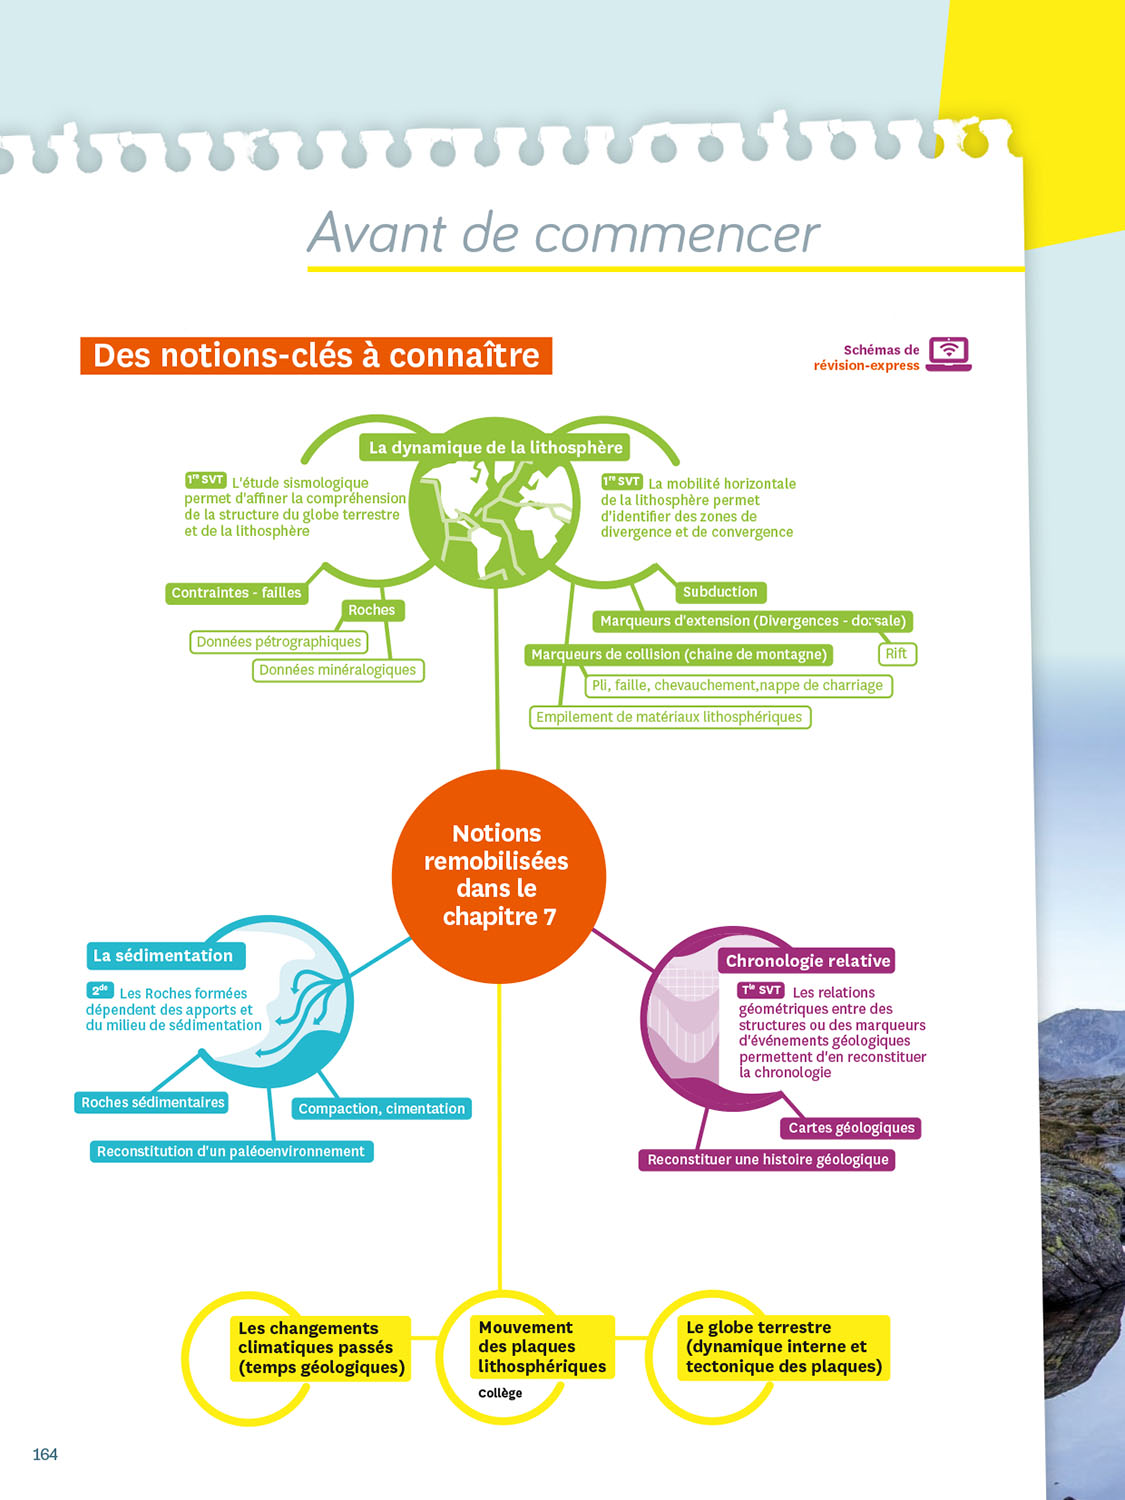 Avant de commencer
Des notions-clés à connaître
Schémas de
révision-express
La dynamique de la lithosphère
1re SVT L'étude sismologique
permet d'affiner la compréhension
de la structure du globe terrestre
et de la lithosphère
1re SVT La mobilité horizontale
de la lithosphère permet
d'identifier des zones de
divergence et de convergence
Contraintes - failles
Roches
Données pétrographiques
Données minéralogiques
Subduction
Marqueurs d'extension (Divergences - dorsale)
Rift
Marqueurs de collision (chaine de montagne)
Pli, faille, chevauchement,nappe de charriage
Empilement de matériaux lithosphériques
Notions
remobilisées
dans le
chapitre 7
La sédimentation
2de Les Roches formées
dépendent des apports et
du milieu de sédimentation
Roches sédimentaires
Compaction, cimentation
Reconstitution d'un paléoenvironnement
Chronologie relative
Tle SVT Les relations
géométriques entre des
structures ou des marqueurs
d'événements géologiques
permettent d'en reconstituer
la chronologie
Cartes géologiques
Reconstituer une histoire géologique
Les changements
climatiques passés
(temps géologiques)
Mouvement
des plaques
lithosphériques
Collège
Le globe terrestre
(dynamique interne et
tectonique des plaques)
164